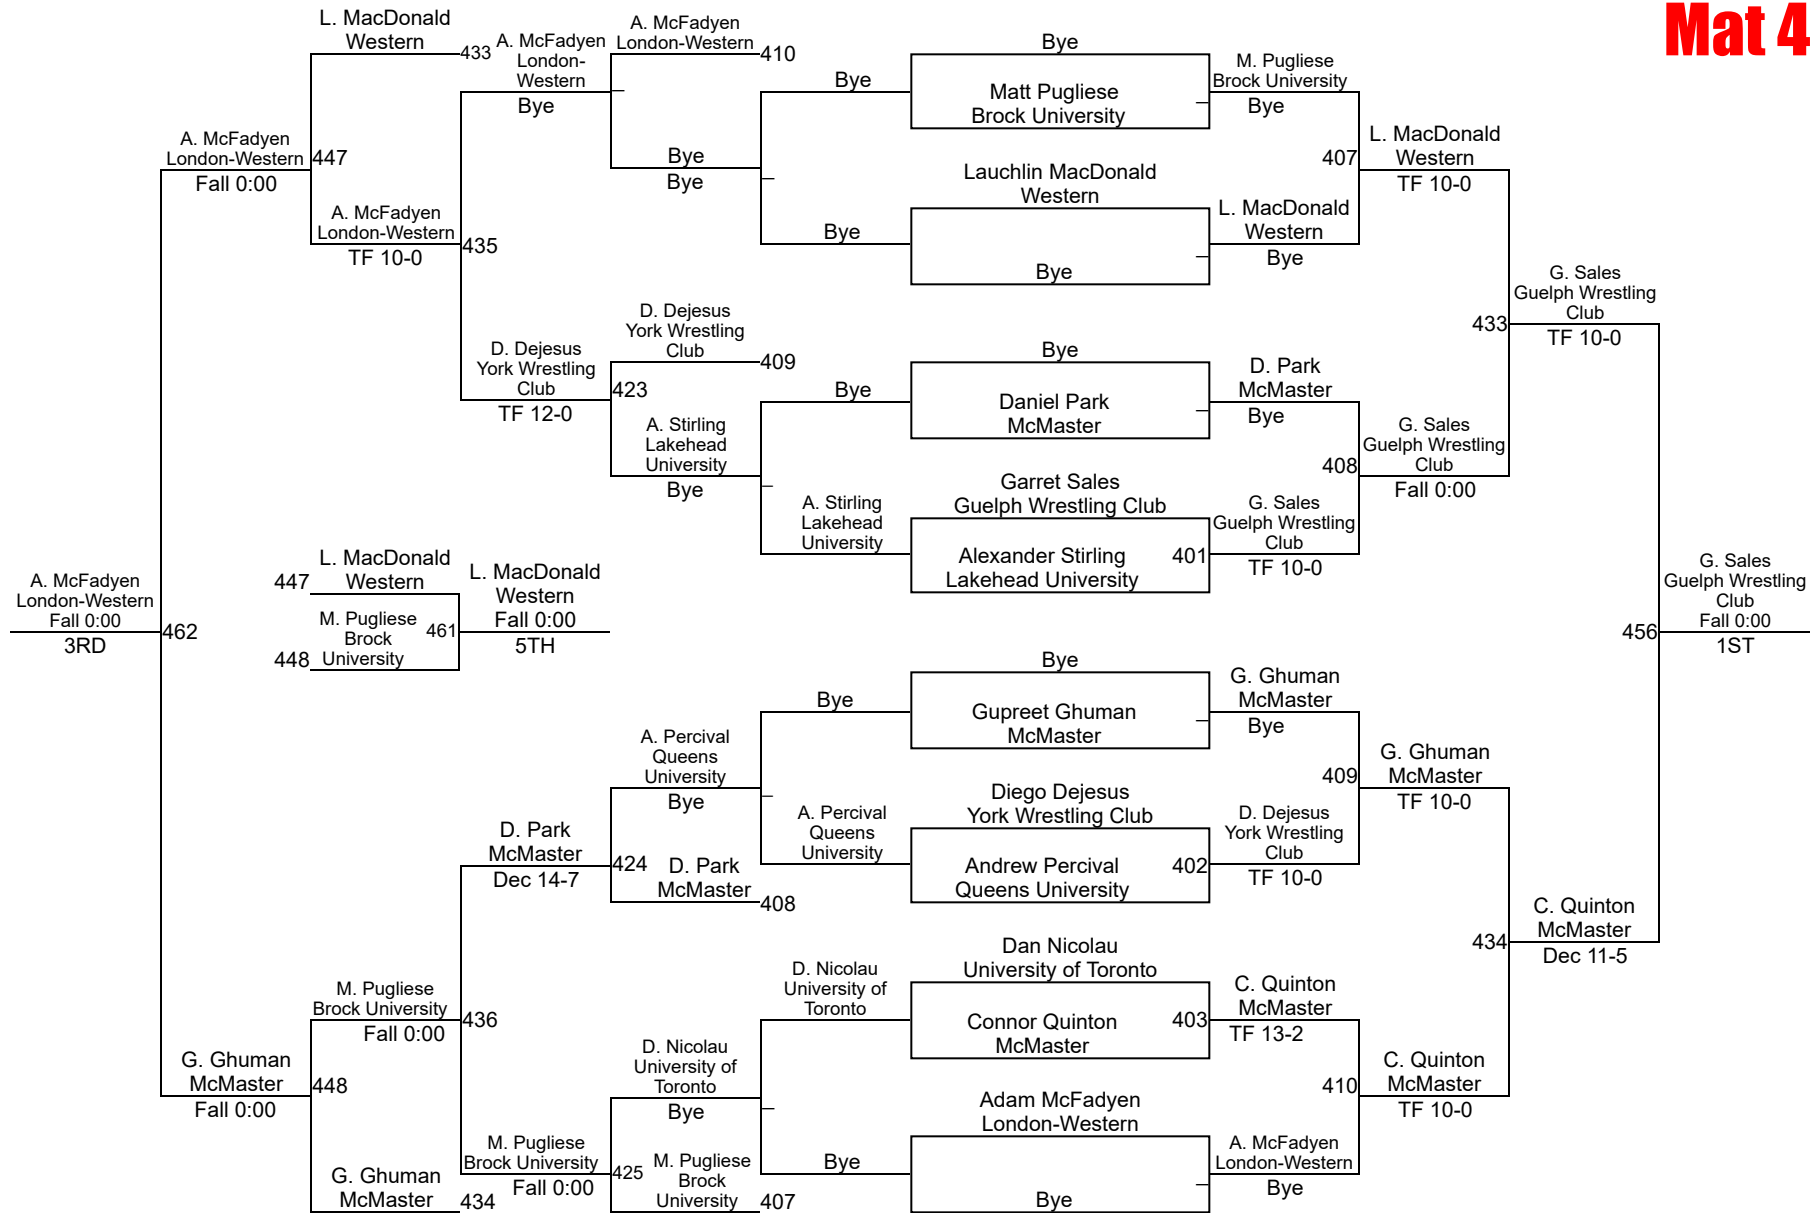 Mat 4
L. MacDonald
Western
433
A. McFadyen
London-
Western
Bye
A. McFadyen
London-Western
410
Bye
Bye
Matt Pugliese
Brock University
M. Pugliese
Brock University
Bye
A. McFadyen
London-Western
Fall 0:00
447
Bye
Bye
Lauchlin MacDonald
Western
407
L. MacDonald
Western
TF 10-0
A. McFadyen
London-Western
TF 10-0
435
Bye
Bye
L. MacDonald
Western
Bye
G. Sales
Guelph Wrestling
Club
TF 10-0
433
D. Dejesus
York Wrestling
Club
409
D. Dejesus
York Wrestling
Club
TF 12-0
423
Bye
Bye
Daniel Park
McMaster
D. Park
McMaster
Bye
A. Stirling
Lakehead
University
Bye
408
G. Sales
Guelph Wrestling
Club
Fall 0:00
Garret Sales
Guelph Wrestling Club
A. Stirling
Lakehead
University
Alexander Stirling
Lakehead University
401
G. Sales
Guelph Wrestling
Club
TF 10-0
A. McFadyen
London-Western
Fall 0:00
3RD
462
447
L. MacDonald
Western
448
M. Pugliese
Brock
University
461
L. MacDonald
Western
Fall 0:00
5TH
456
G. Sales
Guelph Wrestling
Club
Fall 0:00
1ST
Bye
Bye
Gupreet Ghuman
McMaster
G. Ghuman
McMaster
Bye
A. Percival
Queens
University
Bye
409
G. Ghuman
McMaster
TF 10-0
Diego Dejesus
York Wrestling Club
A. Percival
Queens
University
Andrew Percival
Queens University
402
D. Dejesus
York Wrestling
Club
TF 10-0
D. Park
McMaster
Dec 14-7
424
D. Park
McMaster
408
434
C. Quinton
McMaster
Dec 11-5
Dan Nicolau
University of Toronto
D. Nicolau
University of
Toronto
Connor Quinton
McMaster
403
C. Quinton
McMaster
TF 13-2
M. Pugliese
Brock University
Fall 0:00
436
D. Nicolau
University of
Toronto
Bye
G. Ghuman
McMaster
Fall 0:00
448
410
C. Quinton
McMaster
TF 10-0
Adam McFadyen
London-Western
Bye
Bye
A. McFadyen
London-Western
Bye
M. Pugliese
Brock University
Fall 0:00
425
M. Pugliese
Brock
University
407
G. Ghuman
McMaster
434